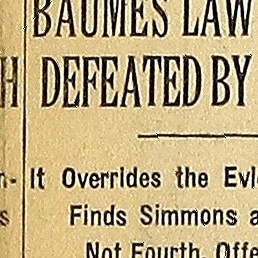 BAUMES LAW
H DEFEATED BY
n- It Overrides the Evi
s Finds Simmons a
Not Fourth, Offe